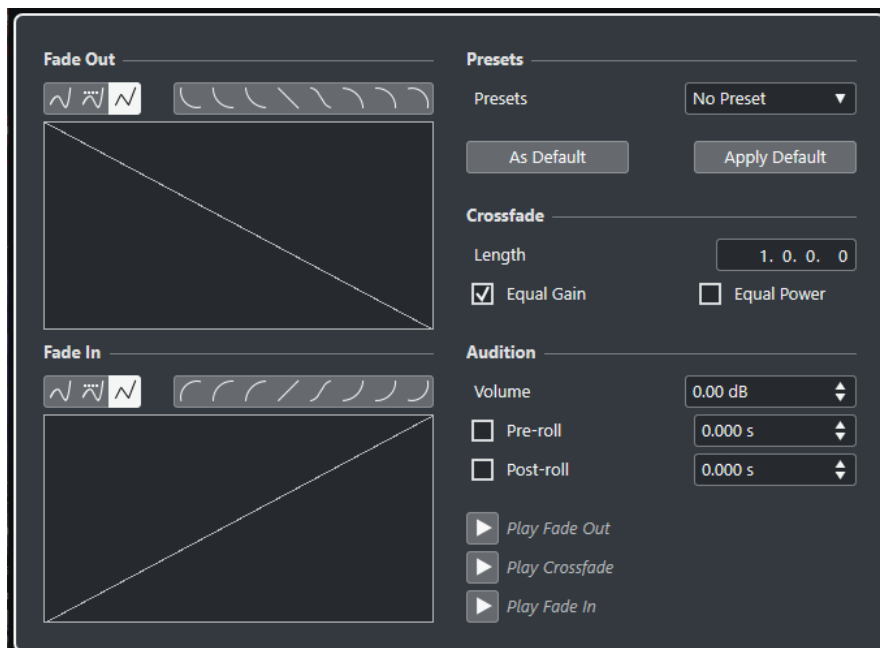 Fade Out
Presets
Presets
No Preset
As Default
Apply Default
Crossfade
Length
1. 0. 0. 0
Equal Gain
Equal Power
Fade In
Audition
Volume
0.00 dB
Pre-roll
0.000 s
Post-roll
0.000 s
Play Fade Out
Play Crossfade
Play Fade In